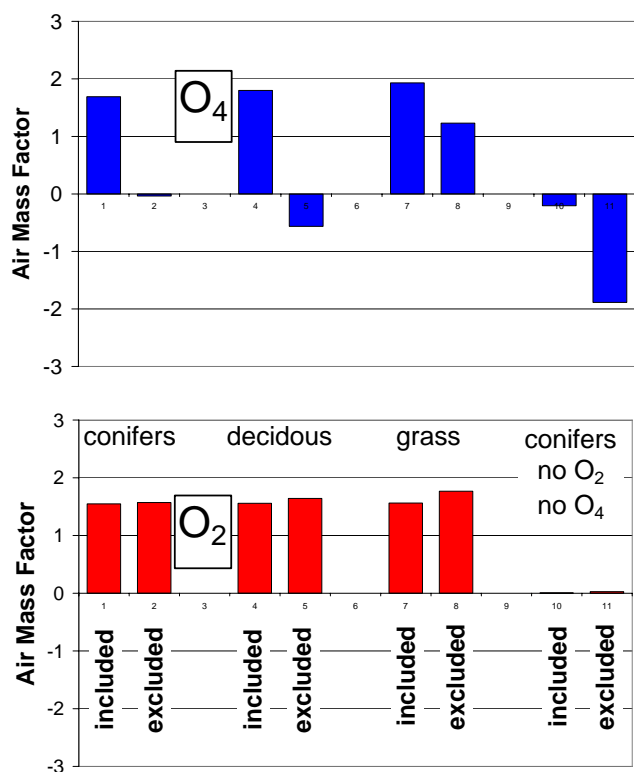 3
2
1
0
-1
-2
-3
Air Mass Factor
O₄
1 2 3 4 5 6 7 8 9 10 11
3
2
1
0
-1
-2
-3
Air Mass Factor
conifers decidous grass conifers
no O₂
no O₄
O₂
1 2 3 4 5 6 7 8 9 10 11
included excluded included excluded included excluded included excluded